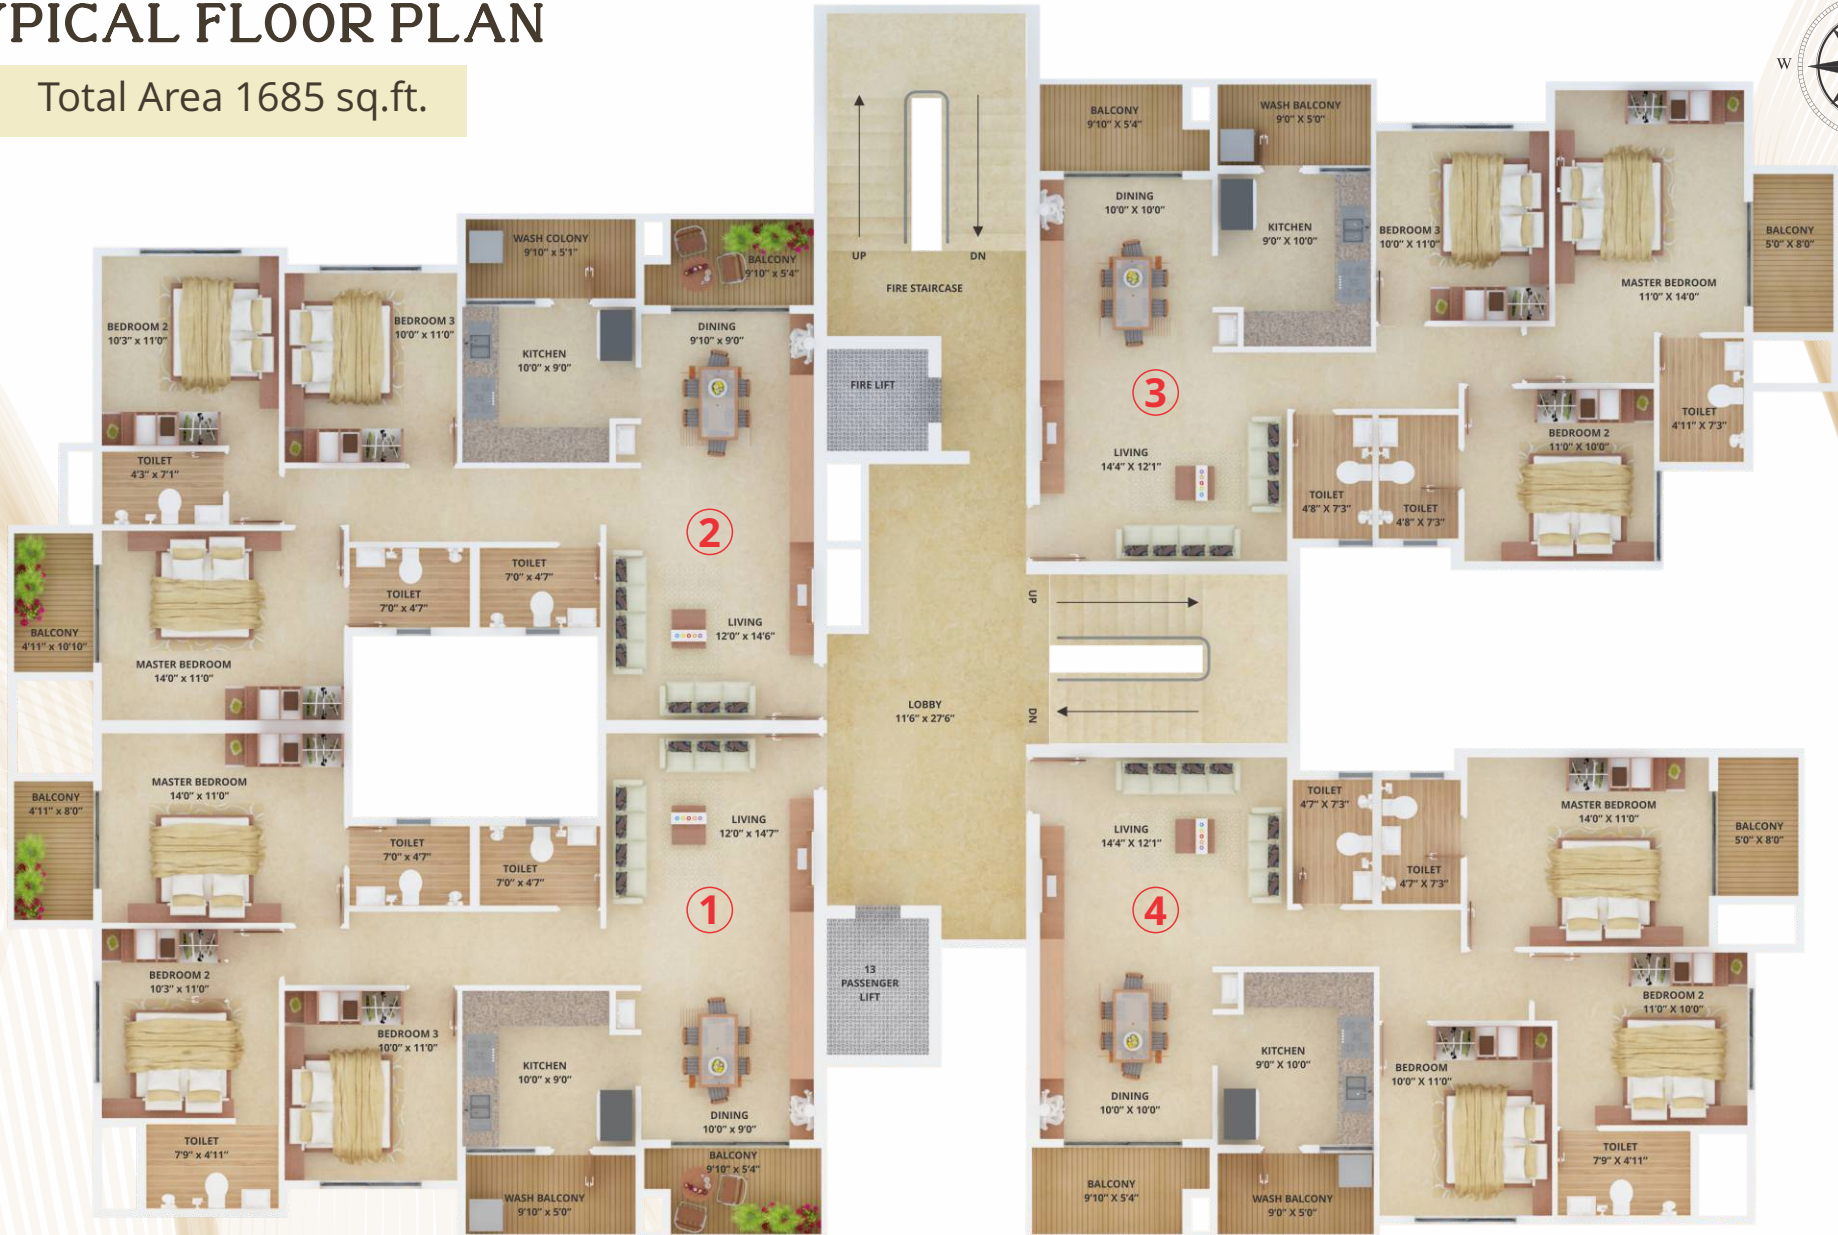 YPICAL FLOOR PLAN
Total Area 1685 sq.ft.
W
WASH COLONY
9'10" x 5'1"
BALCONY
9'10" x 5'4"
BEDROOM 2
10'3" x 11'0"
BEDROOM 3
10'0" x 11'0"
KITCHEN
10'0" x 9'0"
DINING
9'10" x 9'0"
TOILET
4'3" x 7'1"
2
TOILET
7'0" x 4'7"
TOILET
7'0" x 4'7"
BALCONY
4'11" x 10'10"
MASTER BEDROOM
14'0" x 11'0"
LIVING
12'0" x 14'6"
UP
DN
FIRE STAIRCASE
FIRE LIFT
LOBBY
11'6" x 27'6"
UP
DN
13
PASSENGER
LIFT
BALCONY
9'10" X 5'4"
WASH BALCONY
9'0" X 5'0"
DINING
10'0" X 10'0"
KITCHEN
9'0" X 10'0"
BEDROOM 3
10'0" X 11'0"
MASTER BEDROOM
11'0" X 14'0"
BALCONY
5'0" X 8'0"
3
LIVING
14'4" X 12'1"
TOILET
4'8" X 7'3"
TOILET
4'8" X 7'3"
BEDROOM 2
11'0" X 10'0"
TOILET
4'11" X 7'3"
MASTER BEDROOM
14'0" x 11'0"
BALCONY
4'11" x 8'0"
TOILET
7'0" x 4'7"
TOILET
7'0" x 4'7"
LIVING
12'0" x 14'7"
1
BEDROOM 2
10'3" x 11'0"
BEDROOM 3
10'0" x 11'0"
KITCHEN
10'0" x 9'0"
DINING
10'0" x 9'0"
TOILET
7'9" x 4'11"
WASH BALCONY
9'10" x 5'0"
BALCONY
9'10" x 5'4"
LIVING
14'4" X 12'1"
TOILET
4'7" X 7'3"
TOILET
4'7" X 7'3"
MASTER BEDROOM
14'0" X 11'0"
BALCONY
5'0" X 8'0"
4
BEDROOM 2
11'0" X 10'0"
KITCHEN
9'0" X 10'0"
BEDROOM
10'0" X 11'0"
DINING
10'0" X 10'0"
TOILET
7'9" X 4'11"
BALCONY
9'10" X 5'4"
WASH BALCONY
9'0" X 5'0"